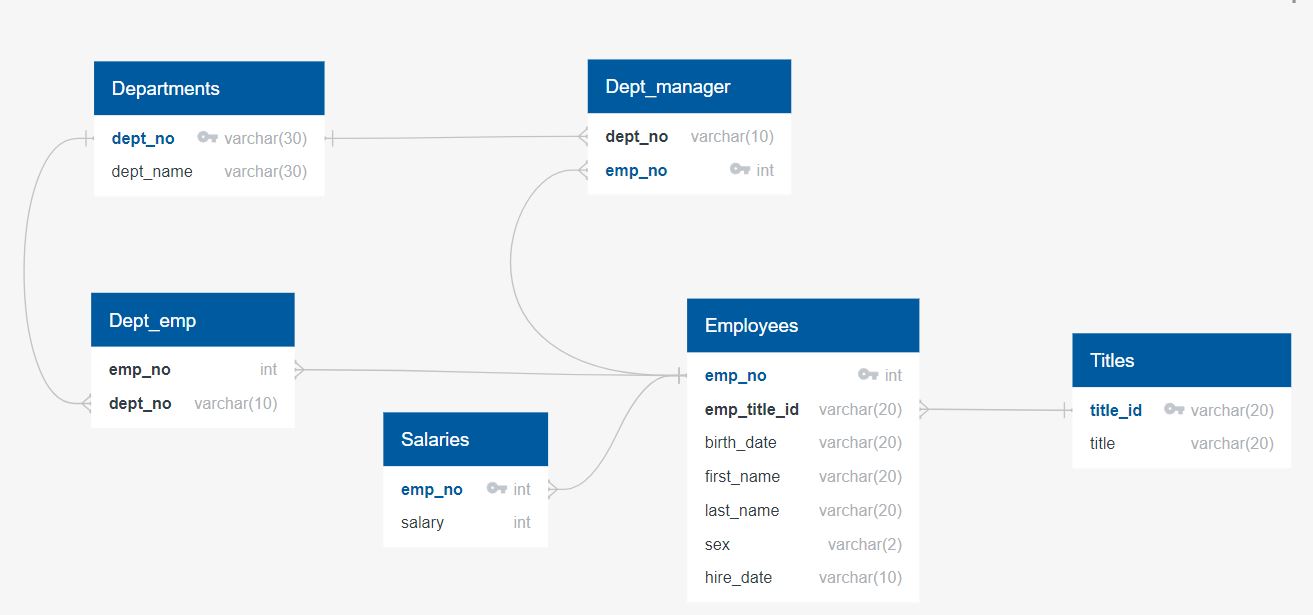 Departments
dept_no varchar(30)
dept_name varchar(30)
Dept_manager
dept_no varchar(10)
emp_no int
Dept_emp
emp_no int
dept_no varchar(10)
Salaries
emp_no int
salary int
Employees
emp_no int
emp_title_id varchar(20)
birth_date varchar(20)
first_name varchar(20)
last_name varchar(20)
sex varchar(2)
hire_date varchar(10)
Titles
title_id varchar(20)
title varchar(20)